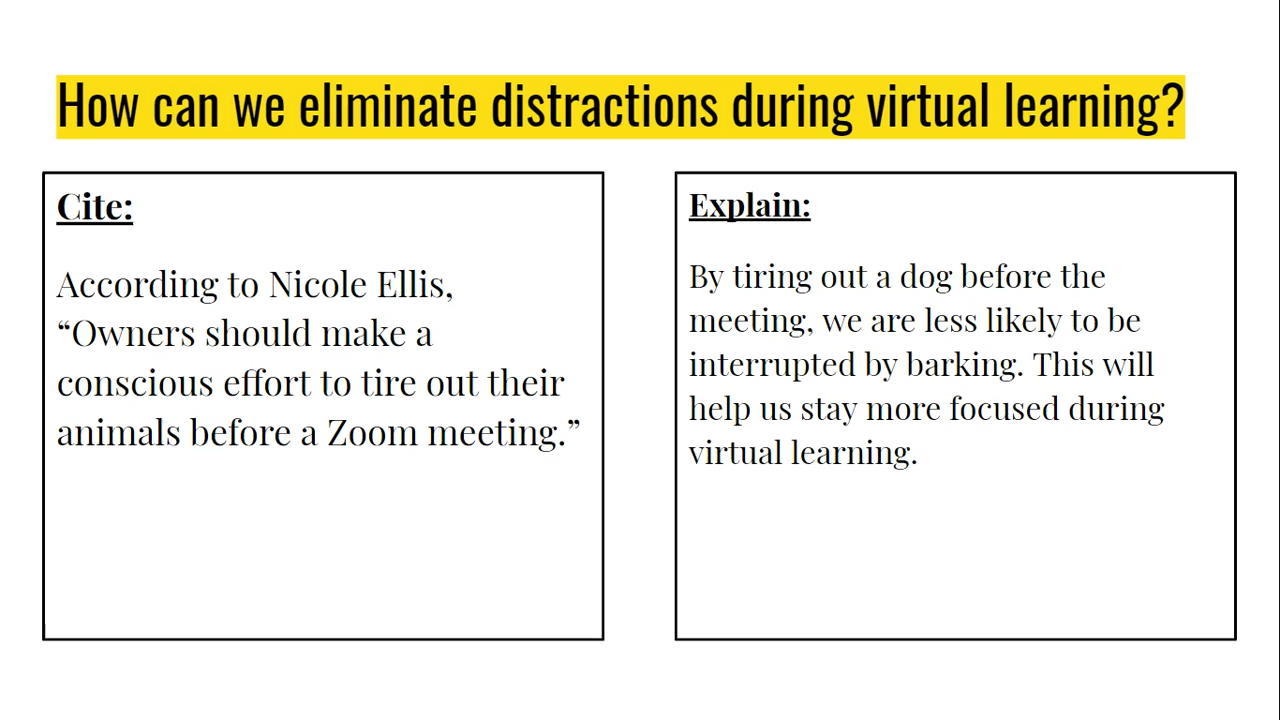 How can we eliminate distractions during virtual learning?
Cite:
According to Nicole Ellis,
“Owners should make a
conscious effort to tire out their
animals before a Zoom meeting.”
Explain:
By tiring out a dog before the
meeting, we are less likely to be
interrupted by barking. This will
help us stay more focused during
virtual learning.